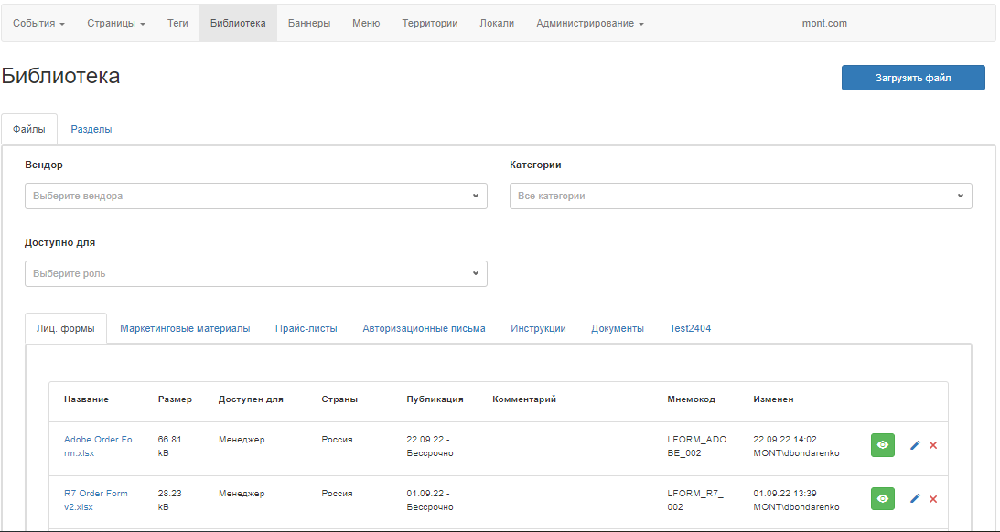 События Страницы Теги Библиотека Баннеры Меню Территории Локали Администрирование mont.com
Библиотека
Загрузить файл
Файлы Разделы
Вендор Категории
Выберите вендора Все категории
Доступно для
Выберите роль
Лиц. формы Маркетинговые материалы Прайс-листы Авторизационные письма Инструкции Документы Test2404
Название Размер Доступен для Страны Публикация Комментарий Мнемокод Изменен
Adobe Order Fo 66.81 Менеджер Россия 22.09.22 - LFORM_ADO 22.09.22 14:02
rm.xlsx kB Бессрочно BE_002 MONT\dbondarenko
R7 Order Form 28.23 Менеджер Россия 01.09.22 - LFORM_R7_ 01.09.22 13:39
v2.xlsx kB Бессрочно 002 MONT\dbondarenko